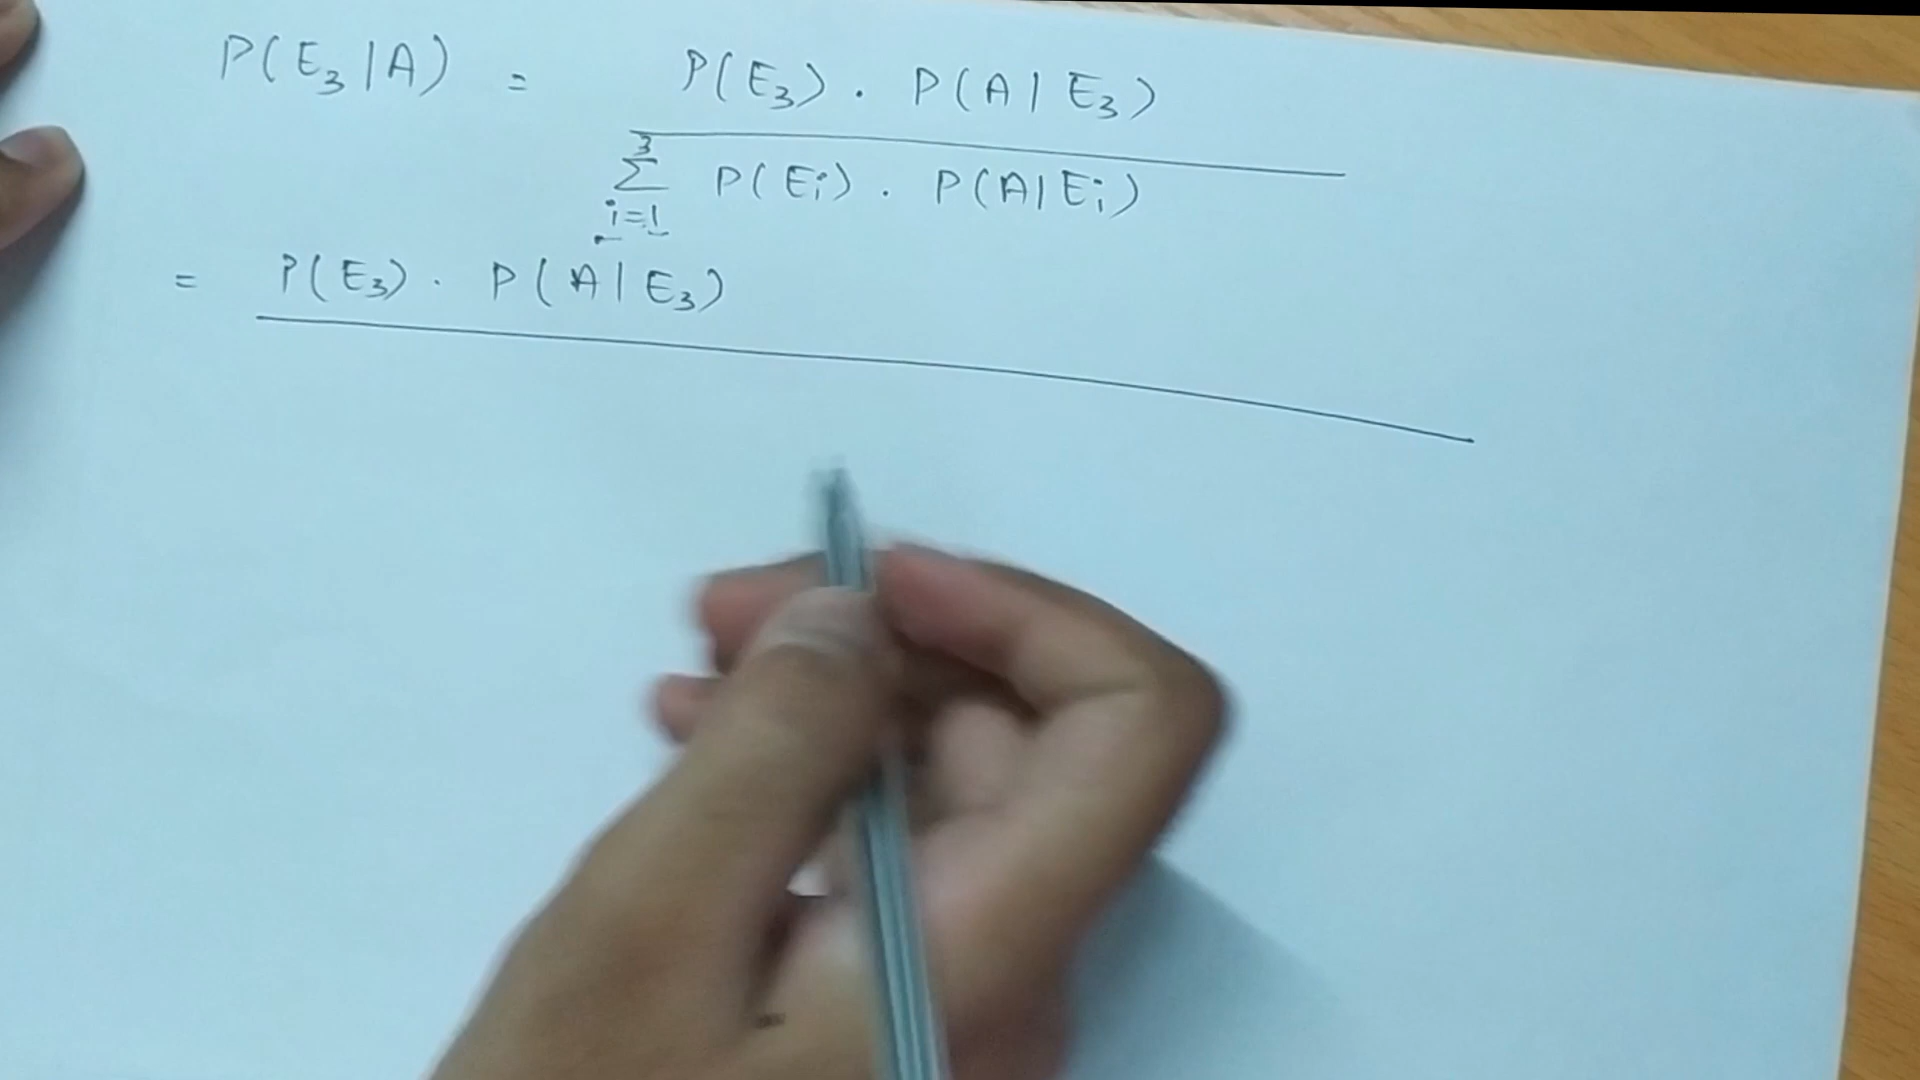 P(E₃|A) = P(E₃) . P(A|E₃)
3
Σ P(Ei) . P(A|Ei)
i=1
= P(E₃) . P(A|E₃)